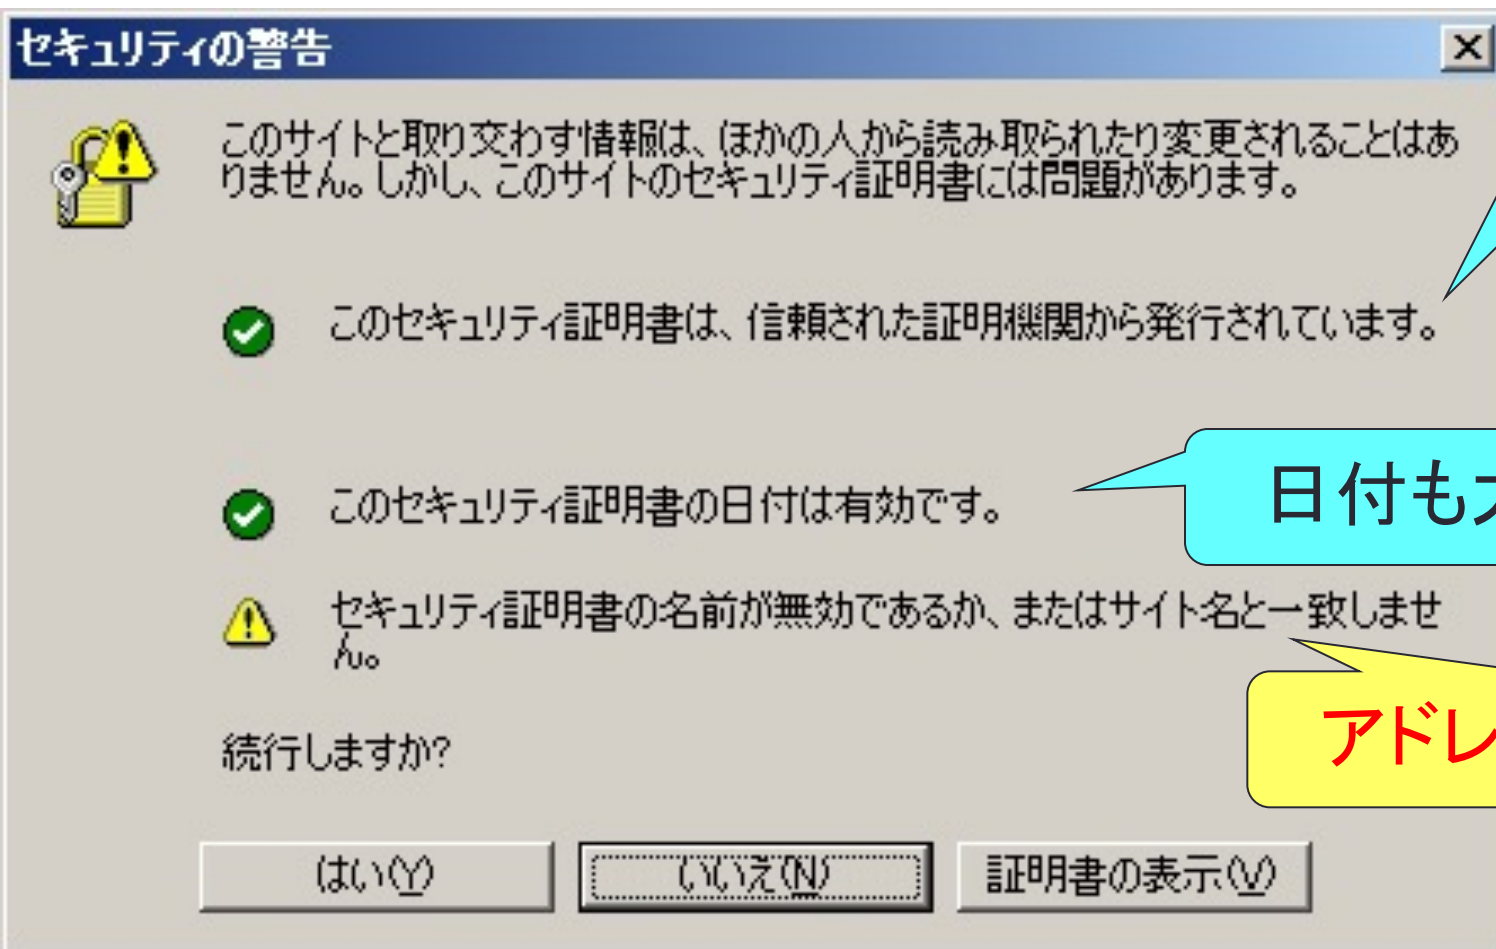 セキュリティの警告
このサイトと取り交わす情報は、ほかの人から読み取られたり変更されることはあ
りません。しかし、このサイトのセキュリティ証明書には問題があります。
このセキュリティ証明書は、信頼された証明機関から発行されています。
日付も
このセキュリティ証明書の日付は有効です。
セキュリティ証明書の名前が無効であるか、またはサイト名と一致しませ
ん。
アドレ
続行しますか?
はい(Y)
いいえ(N)
証明書の表示(V)